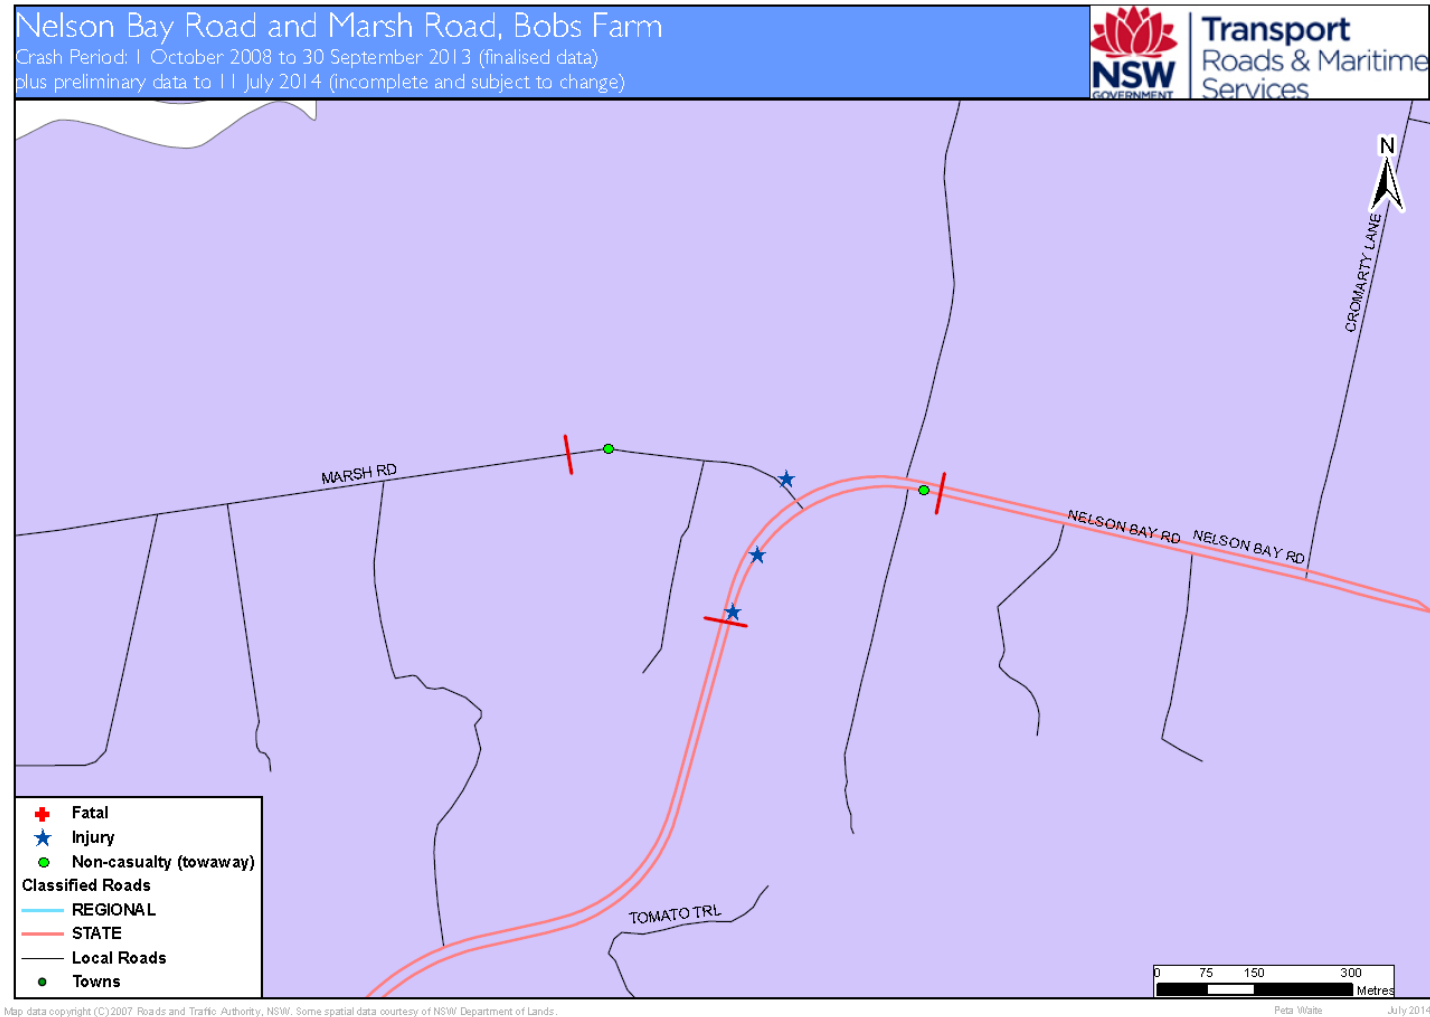 Nelson Bay Road and Marsh Road, Bobs Farm
Crash Period: 1 October 2008 to 30 September 2013 (finalised data)
plus preliminary data to 11 July 2014 (incomplete and subject to change)
NSW
GOVERNMENT
Transport
Roads & Maritime
Services
N
CROMARTY LANE
MARSH RD
NELSON BAY RD
NELSON BAY RD
TOMATO TRL
Fatal
Injury
Non-casualty (towaway)
Classified Roads
REGIONAL
STATE
Local Roads
Towns
0 75 150 300
Metres
Map data copyright (C)2007 Roads and Traffic Authority, NSW. Some spatial data courtesy of NSW Department of Lands.
Peta Waite
July 2014